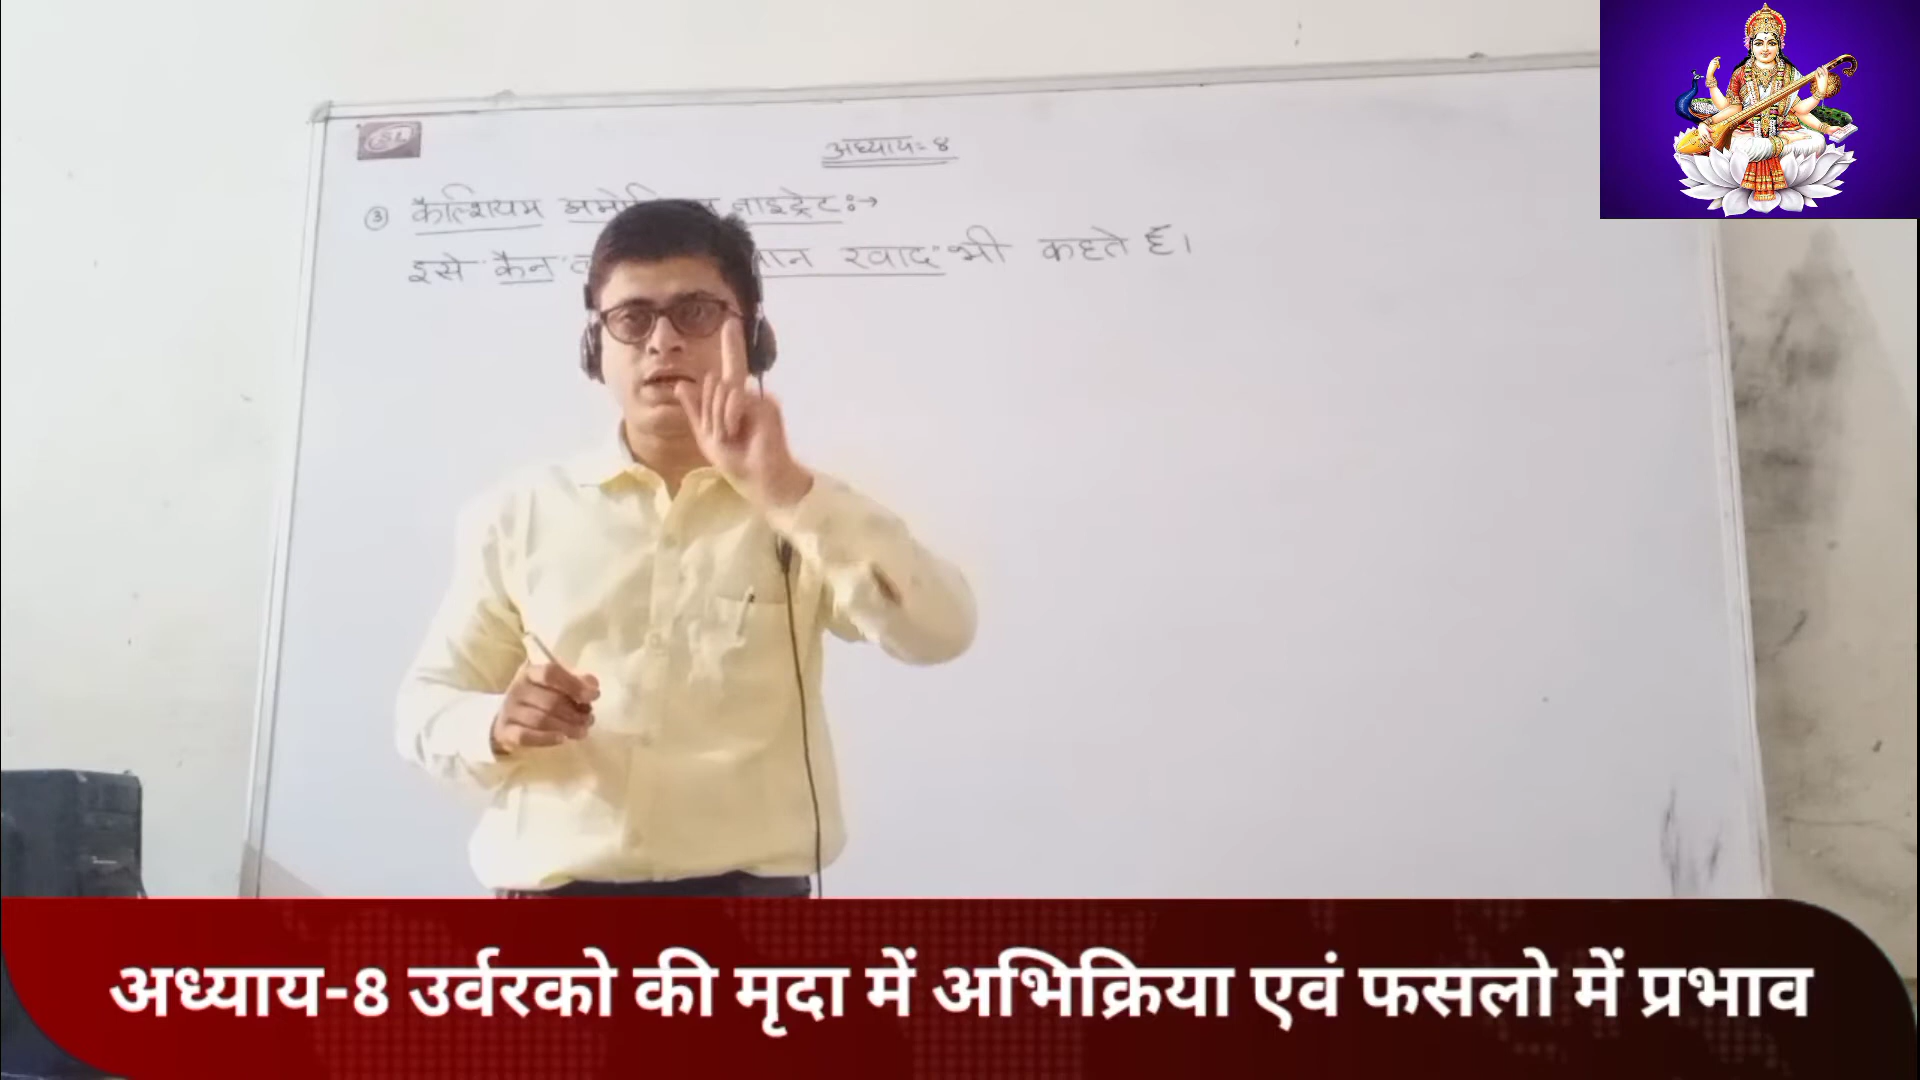 अध्याय=8
③ कैल्शियम नाइट्रेट :→
इसे "कैन" खाद" भी कहते हैं।
अध्याय-8 उर्वरको की मृदा में अभिक्रिया एवं फसलो में प्रभाव